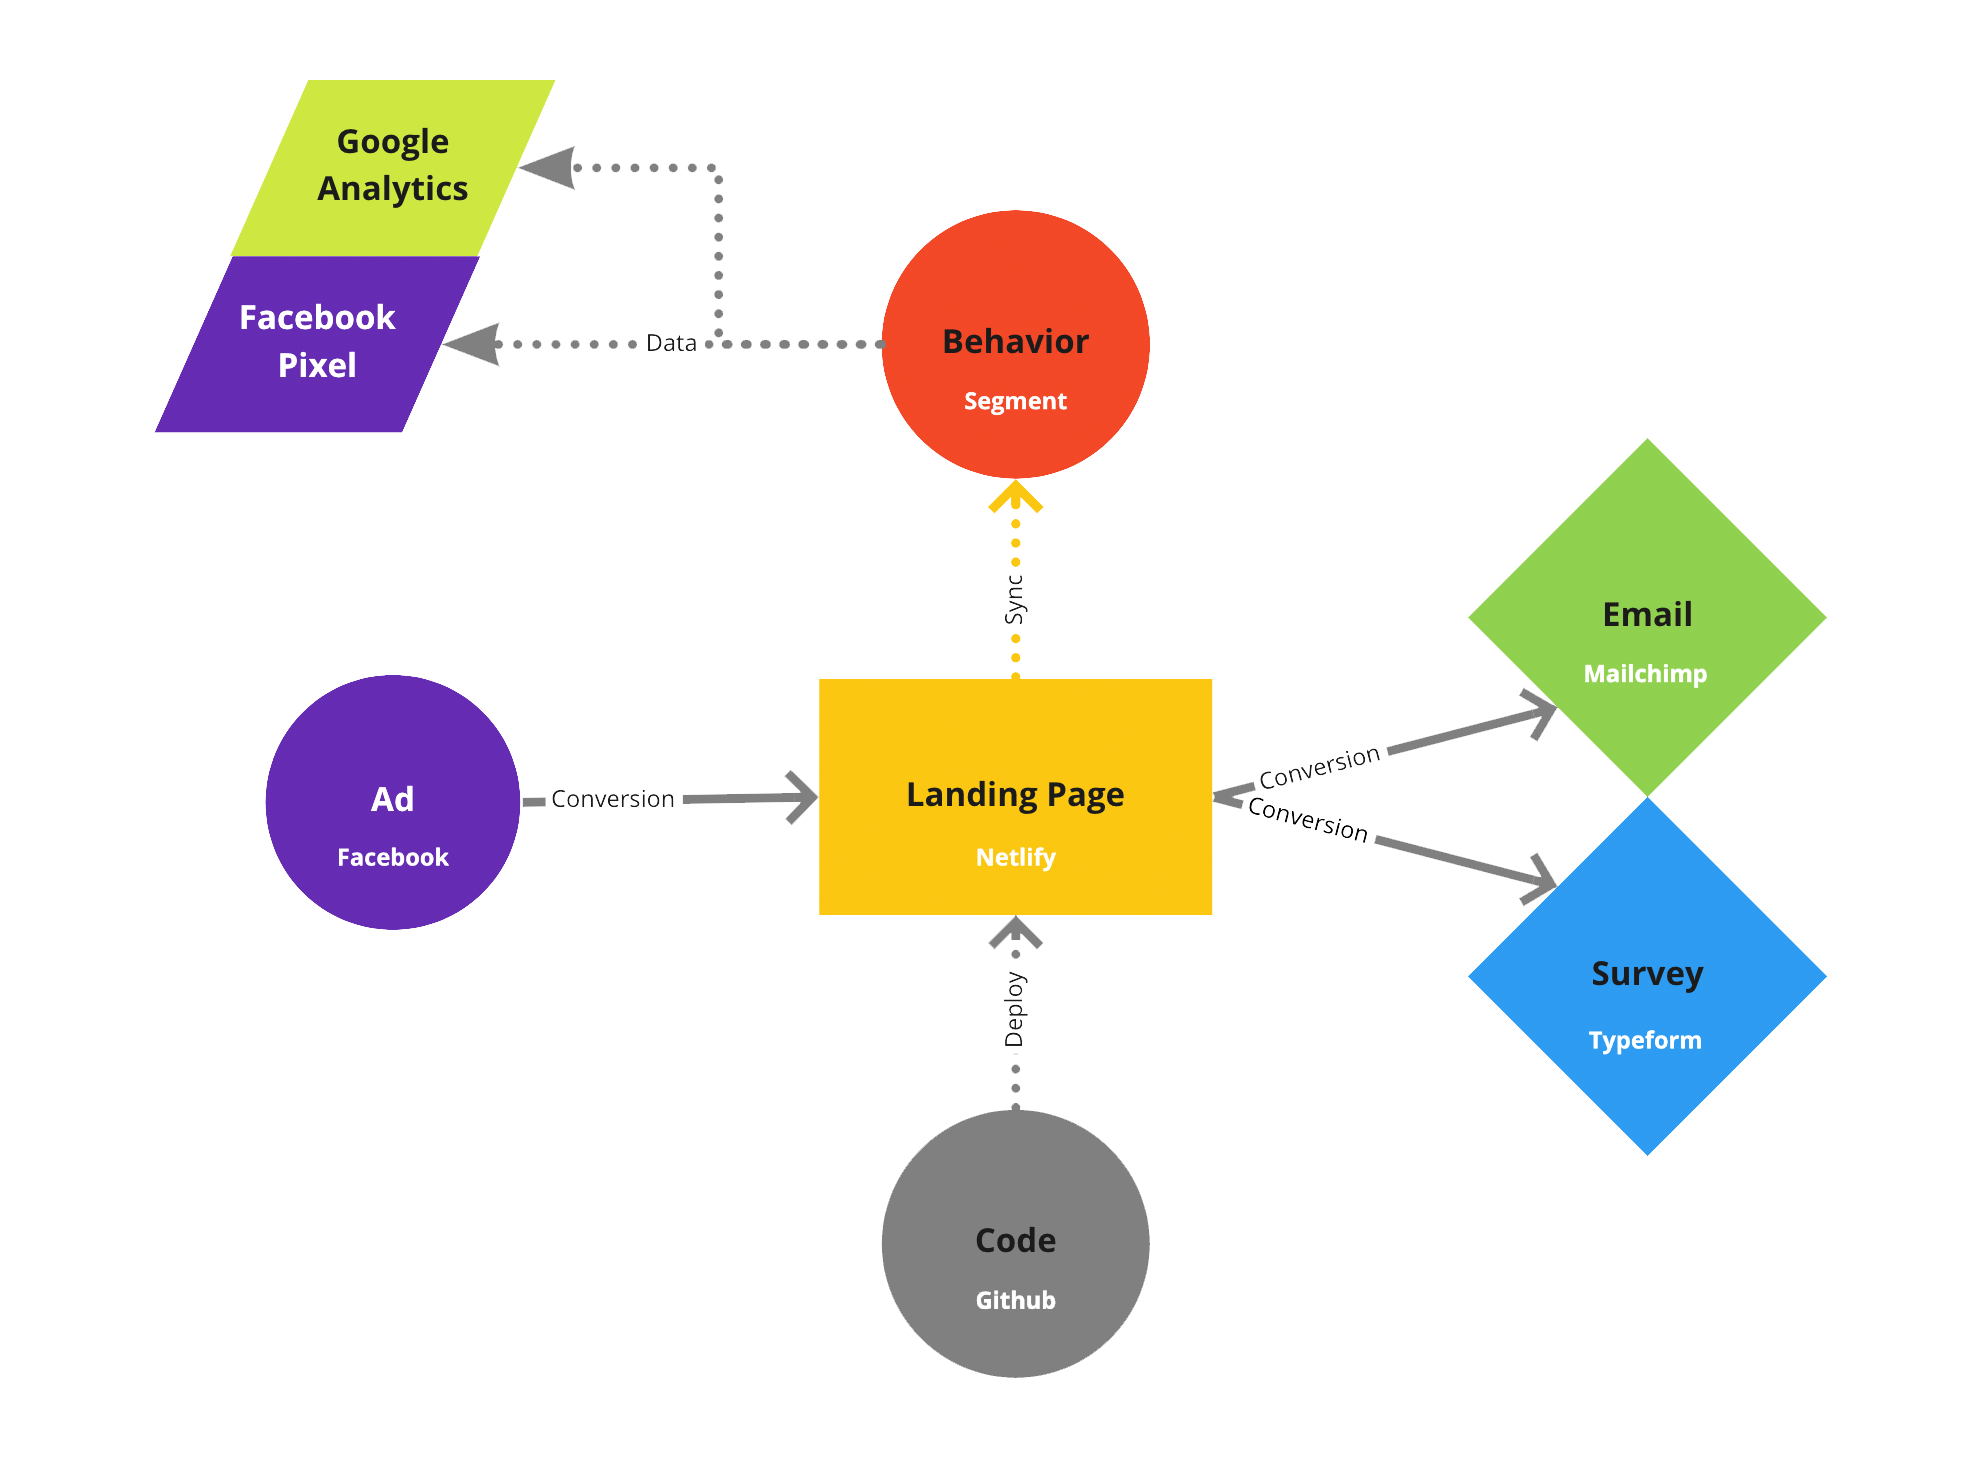 Google
Analytics
Facebook
Pixel
Data
Behavior
Segment
Sync
Ad
Facebook
Conversion
Landing Page
Netlify
Conversion
Conversion
Email
Mailchimp
Survey
Typeform
Deploy
Code
Github